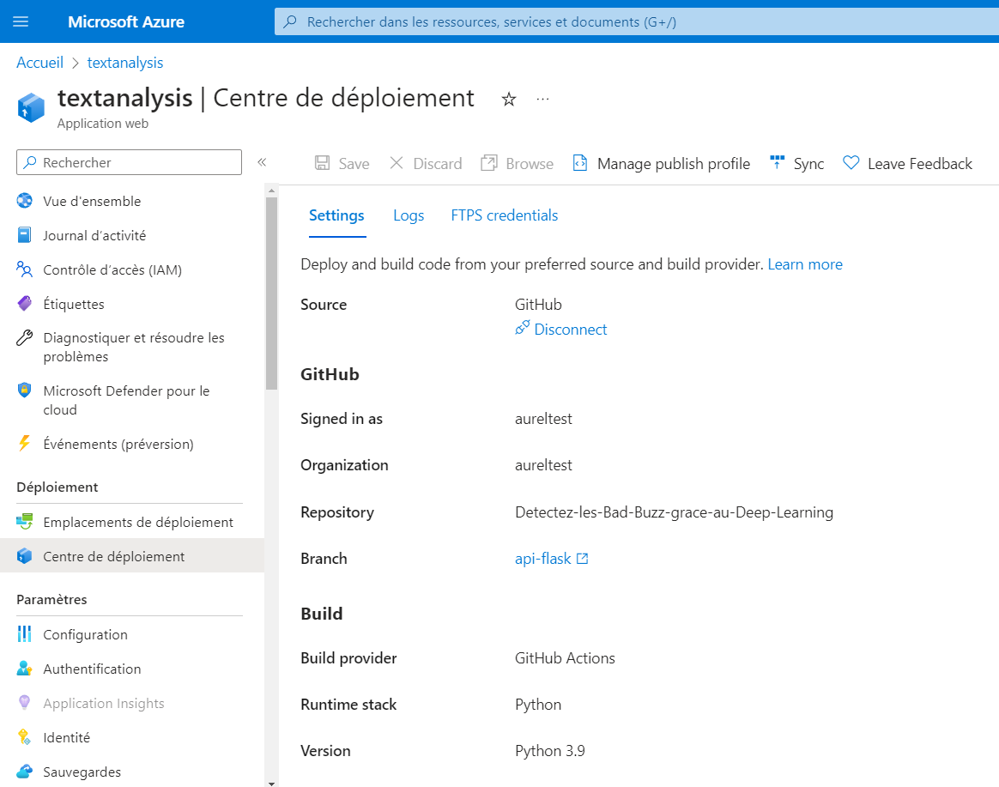 Microsoft Azure
Rechercher dans les ressources, services et documents (G+/)
Accueil > textanalysis
textanalysis | Centre de déploiement
Application web
Rechercher
Vue d'ensemble
Journal d'activité
Contrôle d'accès (IAM)
Étiquettes
Diagnostiquer et résoudre les
problèmes
Microsoft Defender pour le
cloud
Événements (préversion)
Déploiement
Emplacements de déploiement
Centre de déploiement
Paramètres
Configuration
Authentification
Application Insights
Identité
Sauvegardes
Save Discard Browse Manage publish profile Sync Leave Feedback
Settings Logs FTPS credentials
Deploy and build code from your preferred source and build provider. Learn more
Source GitHub
Disconnect
GitHub
Signed in as aureltest
Organization aureltest
Repository Detectez-les-Bad-Buzz-grace-au-Deep-Learning
Branch api-flask
Build
Build provider GitHub Actions
Runtime stack Python
Version Python 3.9